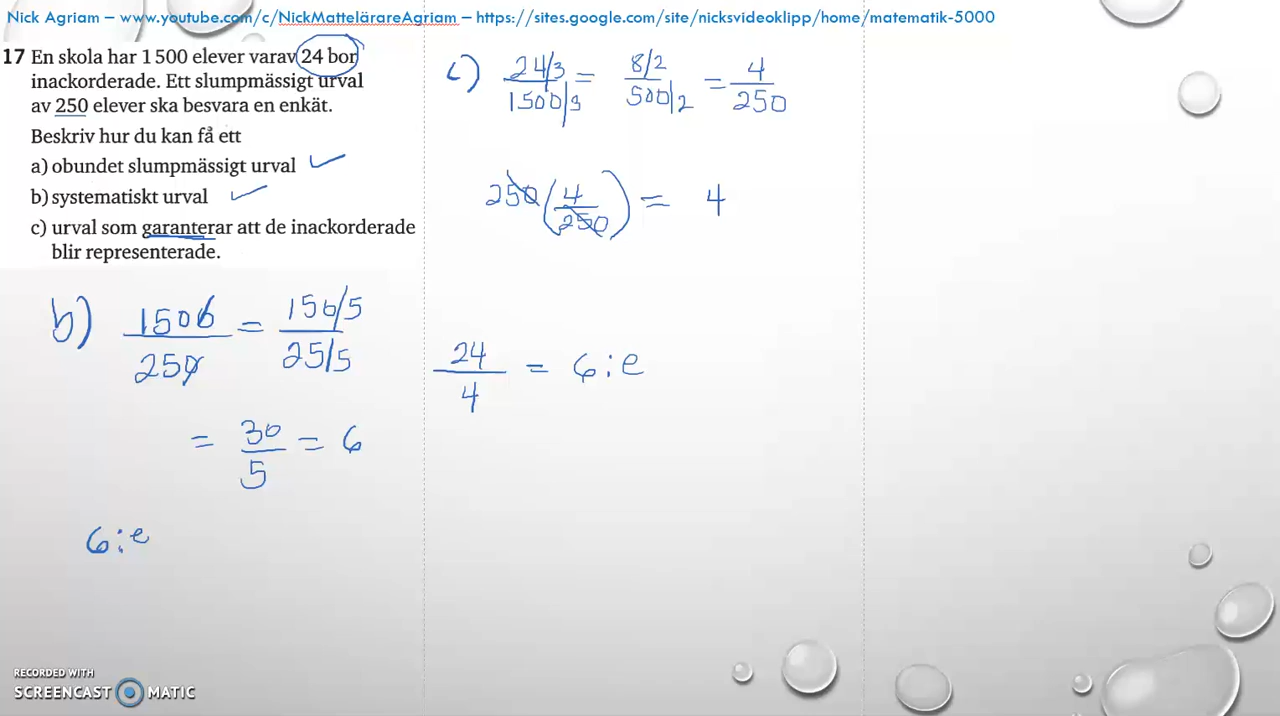 Nick Agriam – www.youtube.com/c/NickMattelärareAgriam – https://sites.google.com/site/nicksvideoklipp/home/matematik-5000
17 En skola har 1 500 elever varav 24 bor
inackorderade. Ett slumpmässigt urval
av 250 elever ska besvara en enkät.
Beskriv hur du kan få ett
a) obundet slumpmässigt urval
b) systematiskt urval
c) urval som garanterar att de inackorderade
blir representerade.
b) 1500/250 = 150/5 / 25/5
= 30/5 = 6
6:e
c) 24/3 / 1500/3 = 8/2 / 500/2 = 4/250
250 (4/250) = 4
24/4 = 6:e
RECORDED WITH
SCREENCAST MATIC